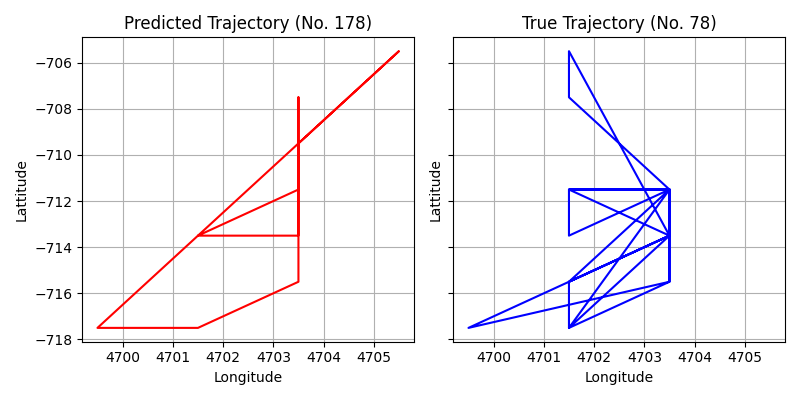 Predicted Trajectory (No. 178)
True Trajectory (No. 78)
−706
−708
−710
−712
−714
−716
−718
Lattitude
Lattitude
4700 4701 4702 4703 4704 4705
4700 4701 4702 4703 4704 4705
Longitude
Longitude